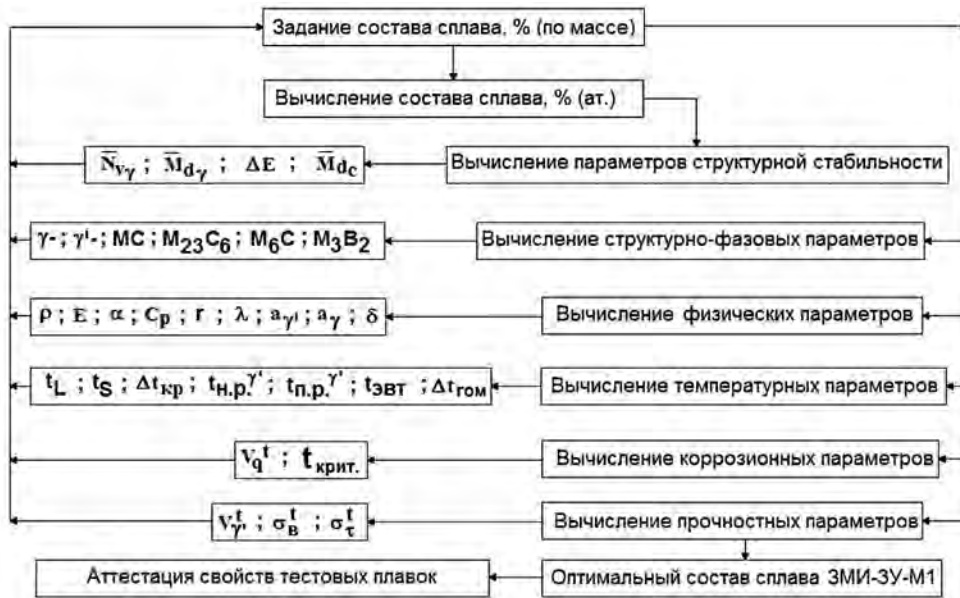 Задание состава сплава, % (по массе)
Вычисление состава сплава, % (ат.)
N̅vγ ; M̅dγ ; ΔE ; M̅dc
Вычисление параметров структурной стабильности
γ- ; γ'- ; MC ; M23C6 ; M6C ; M3B2
Вычисление структурно-фазовых параметров
ρ ; E ; α ; Cp ; r ; λ ; aγ' ; aγ ; δ
Вычисление физических параметров
tL ; tS ; Δtкр ; tн.р.γ' ; tп.р.γ' ; tэвт ; Δtгом
Вычисление температурных параметров
Vqt ; tкрит.
Вычисление коррозионных параметров
Vγ't ; σвt ; στt
Вычисление прочностных параметров
Аттестация свойств тестовых плавок
Оптимальный состав сплава ЗМИ-3У-М1